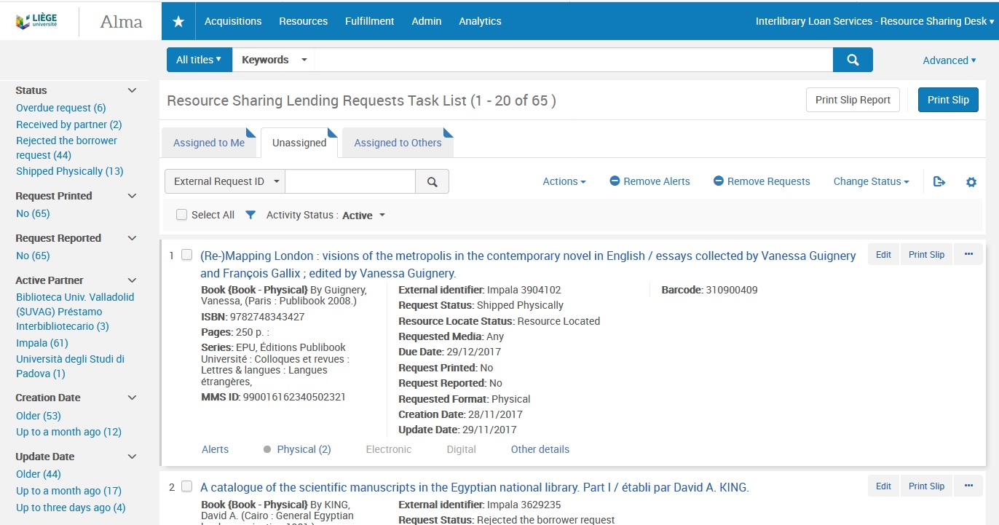 LIÈGE
université
Alma
Acquisitions
Resources
Fulfillment
Admin
Analytics
Interlibrary Loan Services - Resource Sharing Desk
All titles
Keywords
Advanced
Status
Overdue request (6)
Received by partner (2)
Rejected the borrower
request (44)
Shipped Physically (13)
Request Printed
No (65)
Request Reported
No (65)
Active Partner
Biblioteca Univ. Valladolid
($UVAG) Préstamo
Interbibliotecario (3)
Impala (61)
Università degli Studi di
Padova (1)
Creation Date
Older (53)
Up to a month ago (12)
Update Date
Older (44)
Up to a month ago (17)
Up to three days ago (4)
Resource Sharing Lending Requests Task List (1 - 20 of 65 )
Print Slip Report
Print Slip
Assigned to Me
Unassigned
Assigned to Others
External Request ID
Actions
Remove Alerts
Remove Requests
Change Status
Select All
Activity Status : Active
1
(Re-)Mapping London : visions of the metropolis in the contemporary novel in English / essays collected by Vanessa Guignery
and François Gallix ; edited by Vanessa Guignery.
Edit
Print Slip
Book {Book - Physical} By Guignery,
Vanessa, (Paris : Publibook 2008.)
ISBN: 9782748343427
Pages: 250 p. :
Series: EPU, Éditions Publibook
Université : Colloques et revues :
Lettres & langues : Langues
étrangères,
MMS ID: 990016162340502321
External identifier: Impala 3904102
Request Status: Shipped Physically
Resource Locate Status: Resource Located
Requested Media: Any
Due Date: 29/12/2017
Request Printed: No
Request Reported: No
Requested Format: Physical
Creation Date: 28/11/2017
Update Date: 29/11/2017
Barcode: 310900409
Alerts
Physical (2)
Electronic
Digital
Other details
2
A catalogue of the scientific manuscripts in the Egyptian national library. Part I / établi par David A. KING.
Edit
Print Slip
Book {Book - Physical} By KING,
David A. (Cairo : General Egyptian
External identifier: Impala 3629235
Request Status: Rejected the borrower request